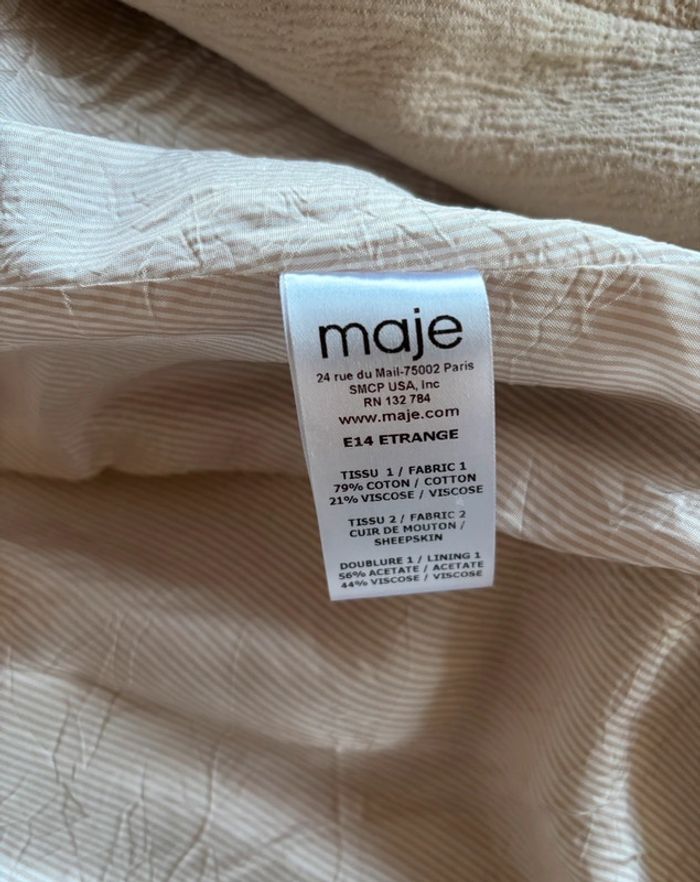 maje
24 rue du Mail-75002 Paris
SMCP USA, Inc
RN 132 784
www.maje.com
E14 ETRANGE
TISSU 1 / FABRIC 1
79% COTON / COTTON
21% VISCOSE / VISCOSE
TISSU 2 / FABRIC 2
CUIR DE MOUTON /
SHEEPSKIN
DOUBLURE 1 / LINING 1
56% ACETATE / ACETATE
44% VISCOSE / VISCOSE